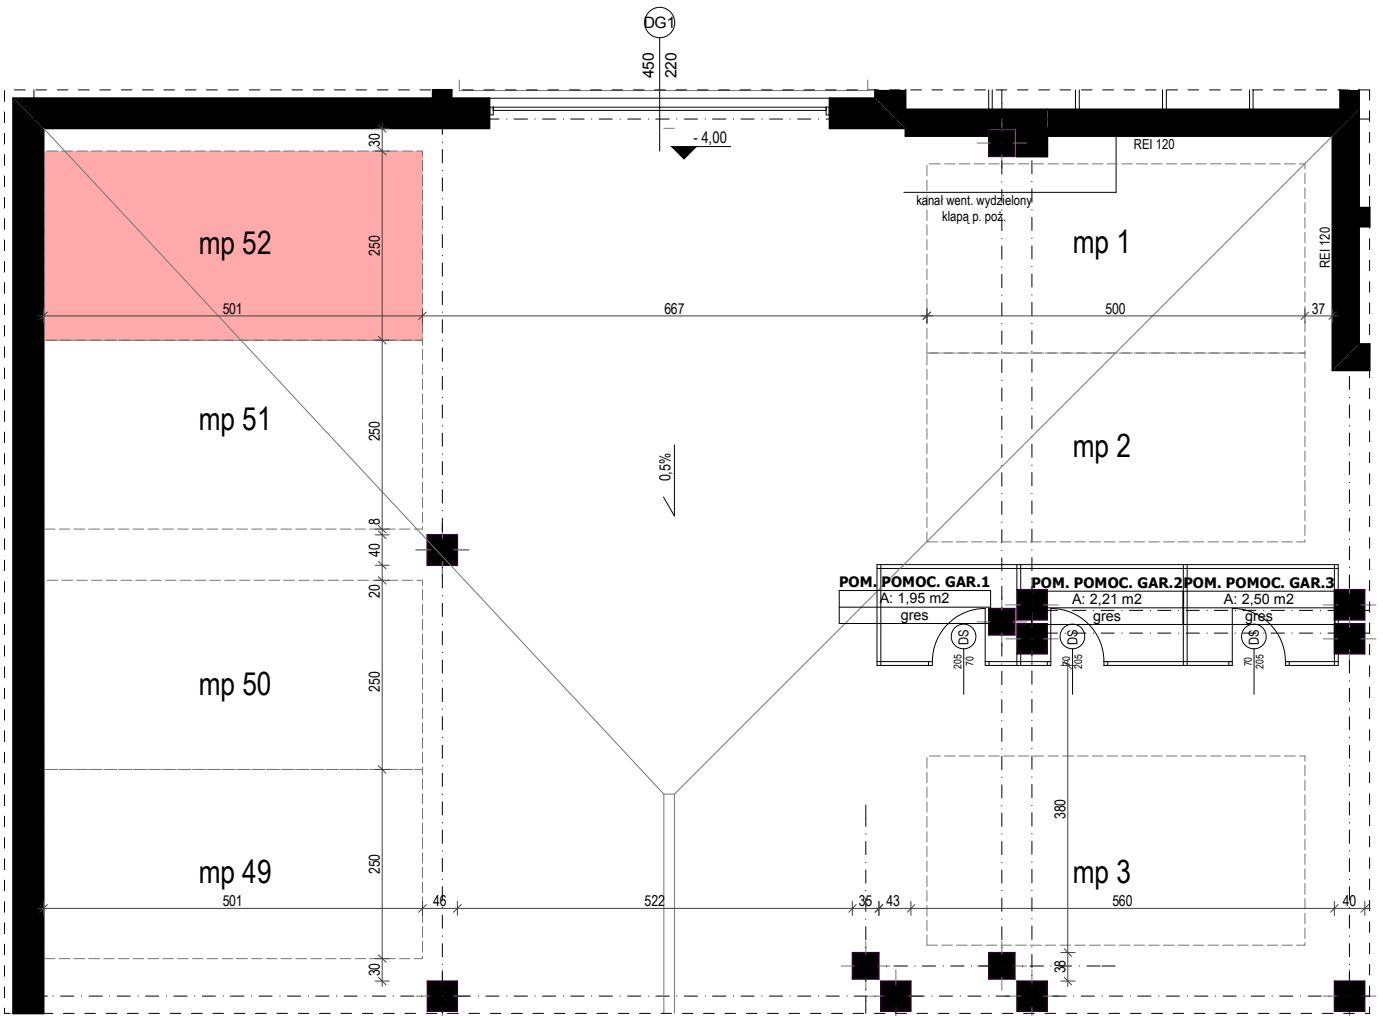 DG1
450
220
- 4,00
REI 120
kanał went. wydzielony
klapą p. poż.
30
mp 52
250
mp 1
REI 120
501
667
500
37
mp 51
250
mp 2
0,5%
8
40
20
POM. POMOC. GAR.1
A: 1,95 m2
gres
POM. POMOC. GAR.2
A: 2,21 m2
gres
POM. POMOC. GAR.3
A: 2,50 m2
gres
DS
205
70
DS
70
205
DS
70
205
mp 50
250
380
mp 49
250
mp 3
501
46
522
35
43
560
40
30
38